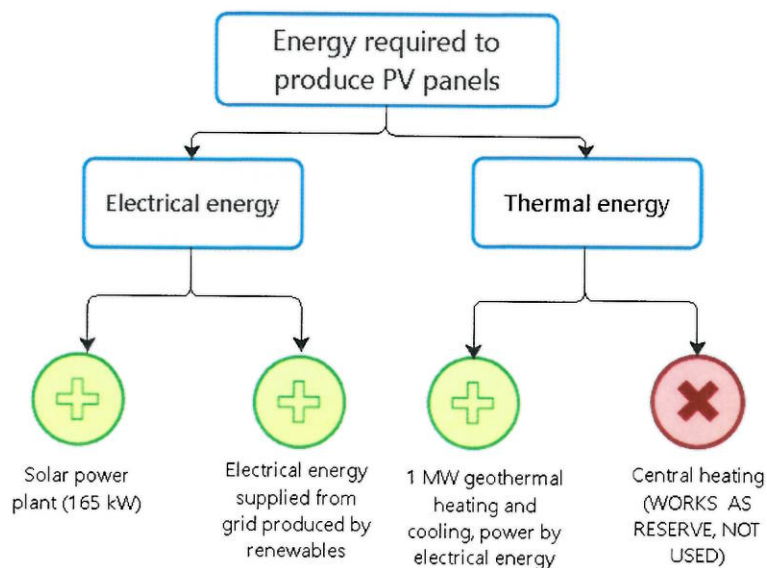 Energy required to
produce PV panels
Electrical energy
Thermal energy
Solar power
plant (165 kW)
Electrical energy
supplied from
grid produced by
renewables
1 MW geothermal
heating and
cooling, power by
electrical energy
Central heating
(WORKS AS
RESERVE, NOT
USED)